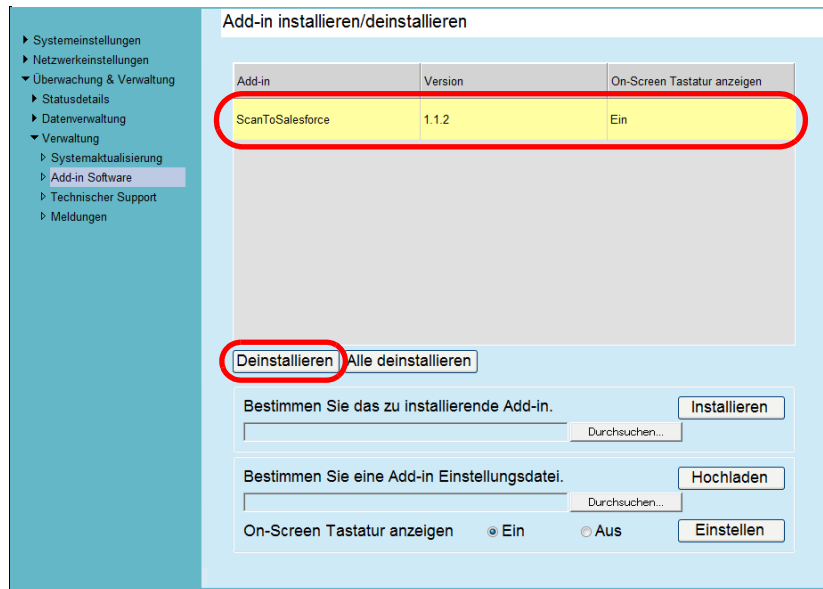 Add-in installieren/deinstallieren
Systemeinstellungen
Netzwerkeinstellungen
Überwachung & Verwaltung
Statusdetails
Datenverwaltung
Verwaltung
Systemaktualisierung
Add-in Software
Technischer Support
Meldungen
Add-in Version On-Screen Tastatur anzeigen
ScanToSalesforce 1.1.2 Ein
Deinstallieren Alle deinstallieren
Bestimmen Sie das zu installierende Add-in. Installieren
Durchsuchen...
Bestimmen Sie eine Add-in Einstellungsdatei. Hochladen
Durchsuchen...
On-Screen Tastatur anzeigen Ein Aus Einstellen